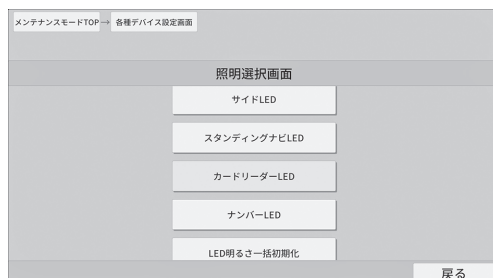 メンテナンスモードTOP→ 各種デバイス設定画面
照明選択画面
サイドLED
スタンディングナビLED
カードリーダーLED
ナンバーLED
LED明るさ一括初期化
戻る